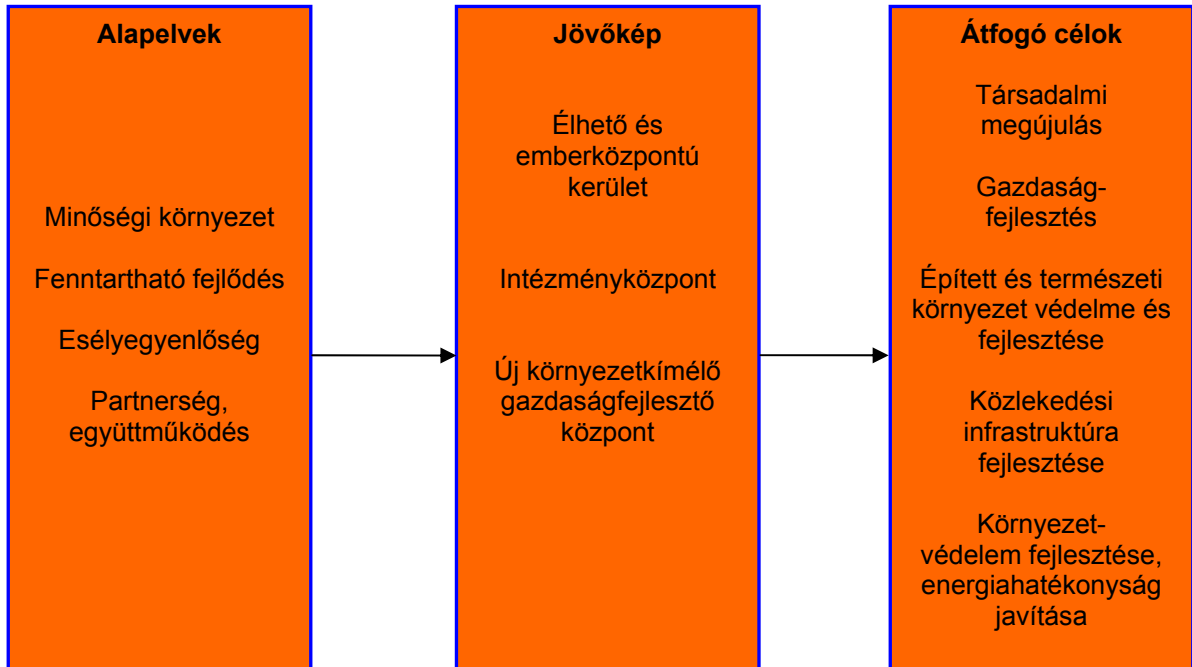 Alapelvek
Minőségi környezet
Fenntartható fejlődés
Esélyegyenlőség
Partnerség,
együttműködés
Jövőkép
Élhető és
emberközpontú
kerület
Intézményközpont
Új környezetkímélő
gazdaságfejlesztő
központ
Átfogó célok
Társadalmi
megújulás
Gazdaság-
fejlesztés
Épített és természeti
környezet védelme és
fejlesztése
Közlekedési
infrastruktúra
fejlesztése
Környezet-
védelem fejlesztése,
energiahatékonyság
javítása